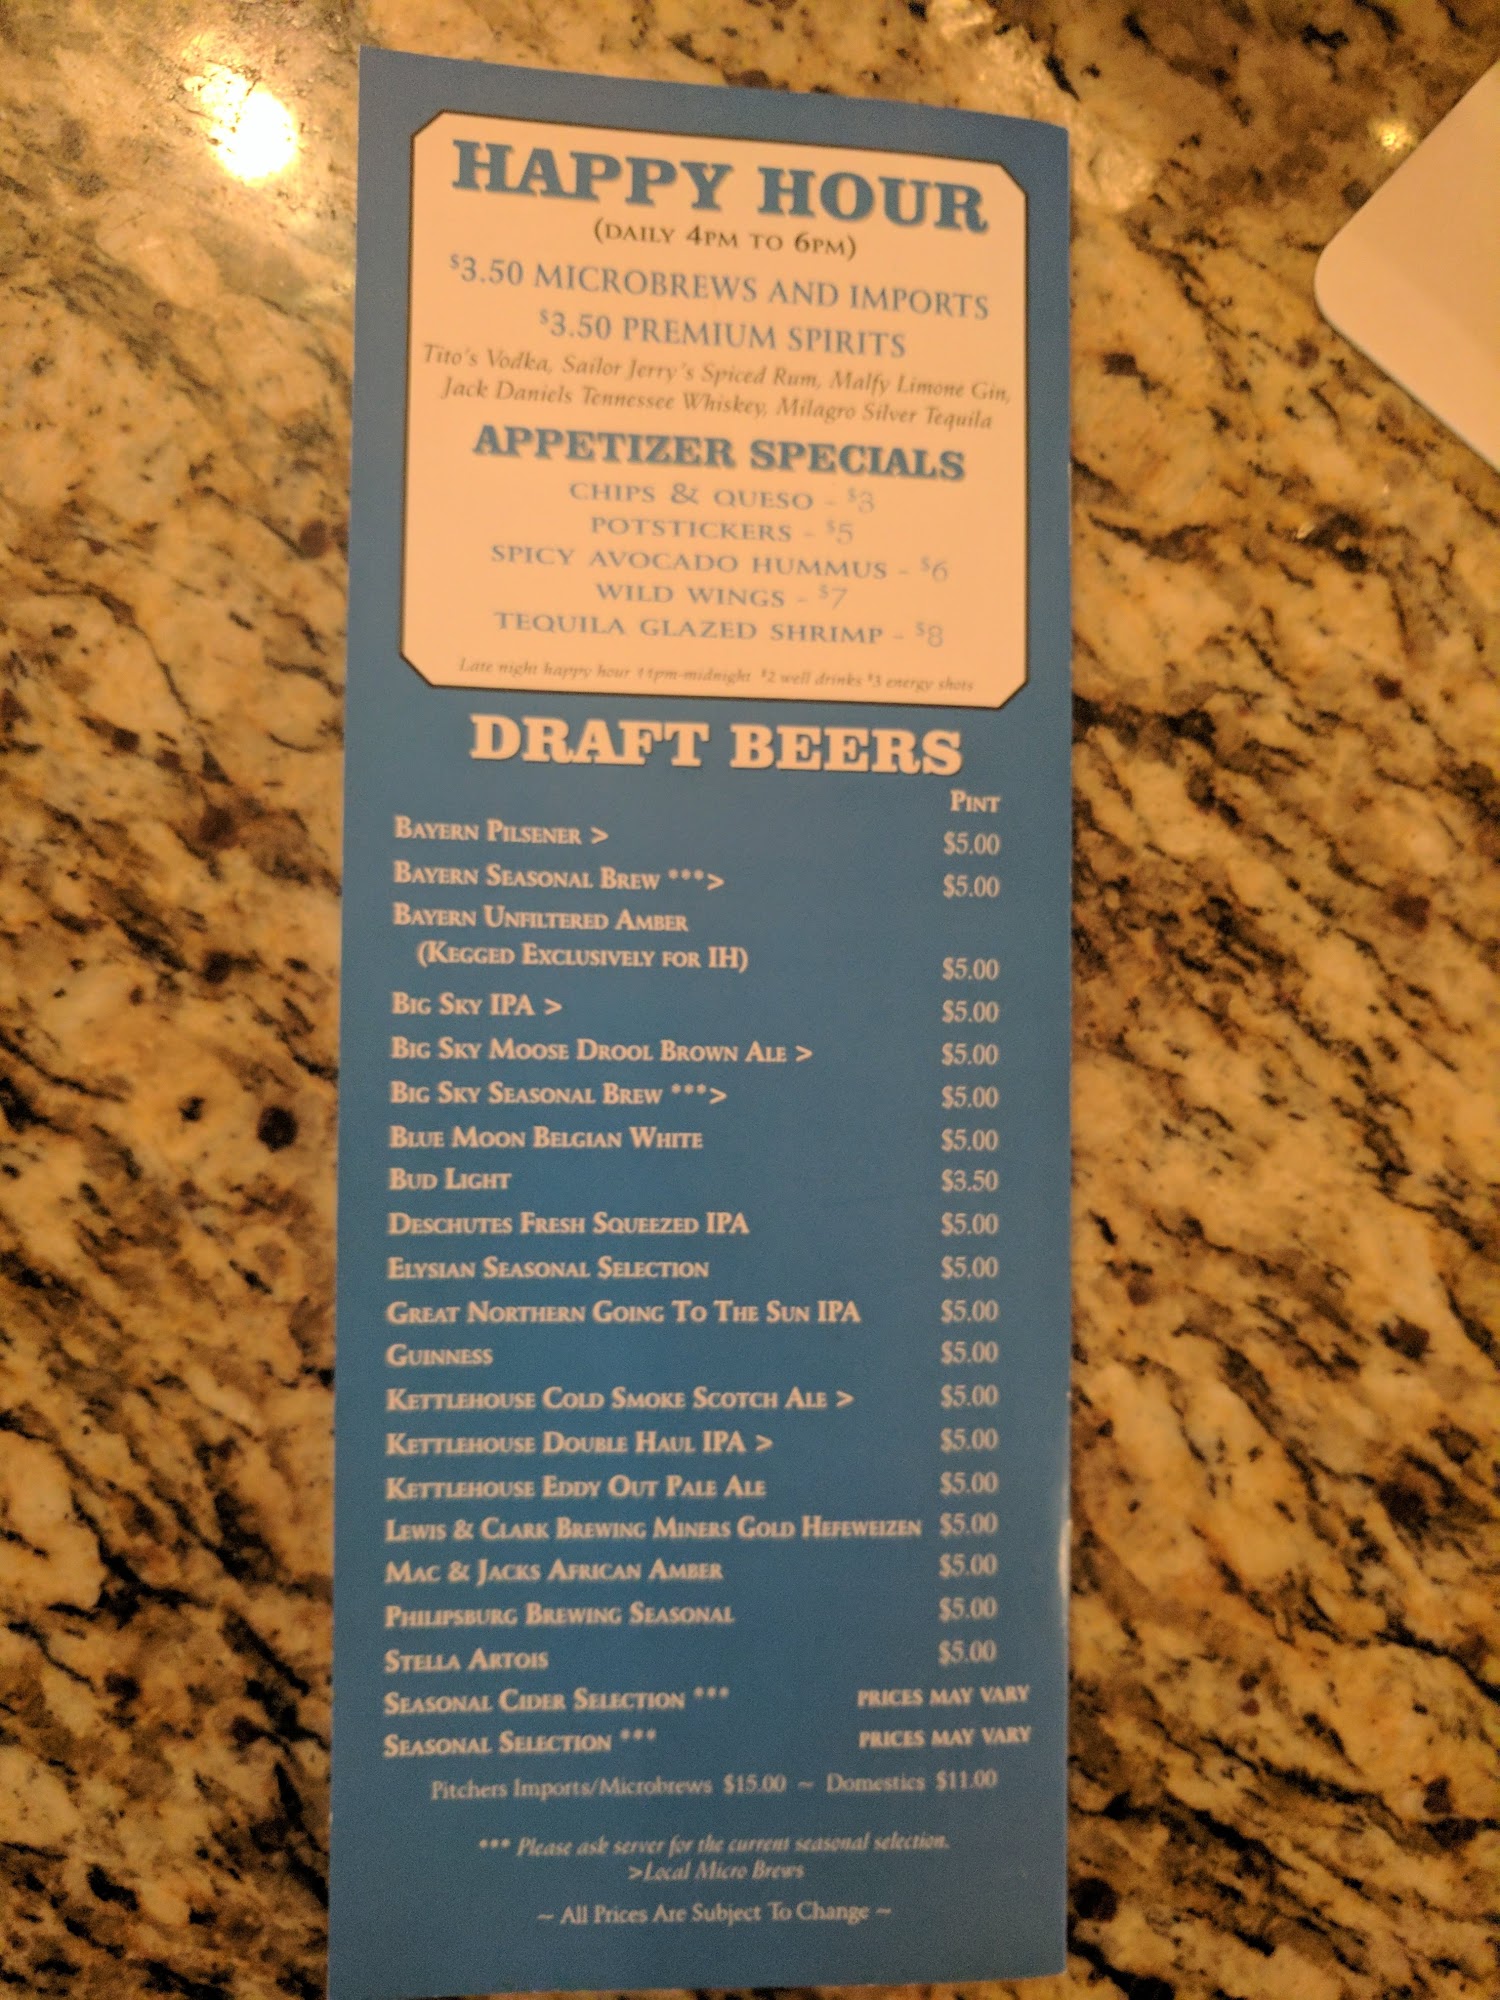 HAPPY HOUR
(DAILY 4PM TO 6PM)
$3.50 MICROBREWS AND IMPORTS
$3.50 PREMIUM SPIRITS
Tito's Vodka, Sailor Jerry's Spiced Rum, Malfy Limone Gin,
Jack Daniels Tennessee Whiskey, Milagro Silver Tequila
APPETIZER SPECIALS
CHIPS & QUESO - $3
POTSTICKERS - $5
SPICY AVOCADO HUMMUS - $6
WILD WINGS - $7
TEQUILA GLAZED SHRIMP - $8
Late night happy hour 11pm-midnight $2 well drinks $3 energy shots
DRAFT BEERS
PINT
BAYERN PILSENER > $5.00
BAYERN SEASONAL BREW ***> $5.00
BAYERN UNFILTERED AMBER
(KEGGED EXCLUSIVELY FOR IH) $5.00
BIG SKY IPA > $5.00
BIG SKY MOOSE DROOL BROWN ALE > $5.00
BIG SKY SEASONAL BREW ***> $5.00
BLUE MOON BELGIAN WHITE $5.00
BUD LIGHT $3.50
DESCHUTES FRESH SQUEEZED IPA $5.00
ELYSIAN SEASONAL SELECTION $5.00
GREAT NORTHERN GOING TO THE SUN IPA $5.00
GUINNESS $5.00
KETTLEHOUSE COLD SMOKE SCOTCH ALE > $5.00
KETTLEHOUSE DOUBLE HAUL IPA > $5.00
KETTLEHOUSE EDDY OUT PALE ALE $5.00
LEWIS & CLARK BREWING MINERS GOLD HEFEWEIZEN $5.00
MAC & JACKS AFRICAN AMBER $5.00
PHILIPSBURG BREWING SEASONAL $5.00
STELLA ARTOIS $5.00
SEASONAL CIDER SELECTION *** PRICES MAY VARY
SEASONAL SELECTION *** PRICES MAY VARY
Pitchers Imports/Microbrews $15.00 ~ Domestics $11.00
*** Please ask server for the current seasonal selection.
>Local Micro Brews
~ All Prices Are Subject To Change ~